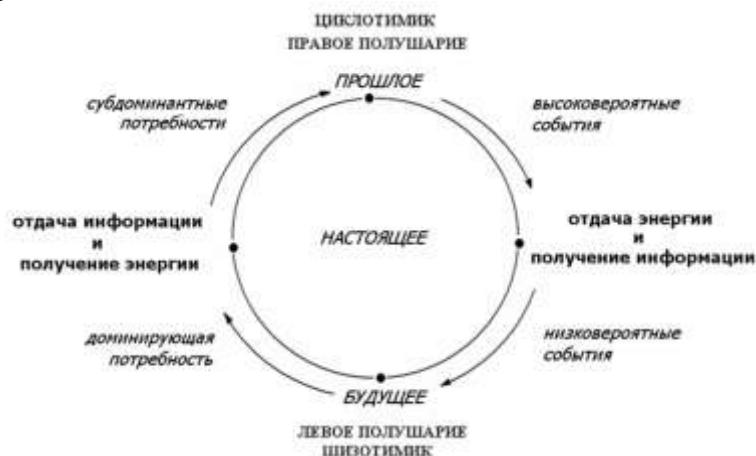 ЦИКЛОТИМИК
ПРАВОЕ ПОЛУШАРИЕ
ПРОШЛОЕ
субдоминантные
потребности
высоковероятные
события
отдача информации
и
получение энергии
НАСТОЯЩЕЕ
отдача энергии
и
получение информации
доминирующая
потребность
низковероятные
события
БУДУЩЕЕ
ЛЕВОЕ ПОЛУШАРИЕ
ШИЗОТИМИК